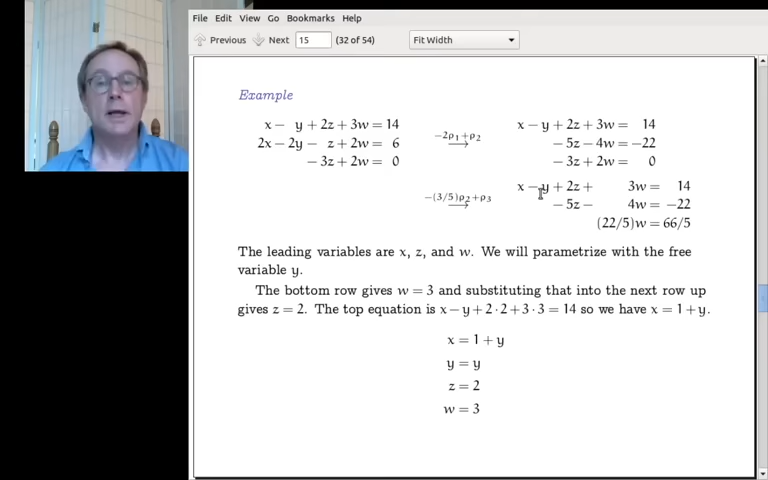 File Edit View Go Bookmarks Help
Previous Next 15 (32 of 54) Fit Width
Example
x − y + 2z + 3w = 14
2x − 2y − z + 2w = 6
− 3z + 2w = 0
−2ρ1+ρ2
→
x − y + 2z + 3w = 14
− 5z − 4w = −22
− 3z + 2w = 0
−(3/5)ρ2+ρ3
→
x − y + 2z + 3w = 14
− 5z − 4w = −22
(22/5)w = 66/5
The leading variables are x, z, and w. We will parametrize with the free
variable y.
The bottom row gives w = 3 and substituting that into the next row up
gives z = 2. The top equation is x − y + 2 · 2 + 3 · 3 = 14 so we have x = 1 + y.
x = 1 + y
y = y
z = 2
w = 3